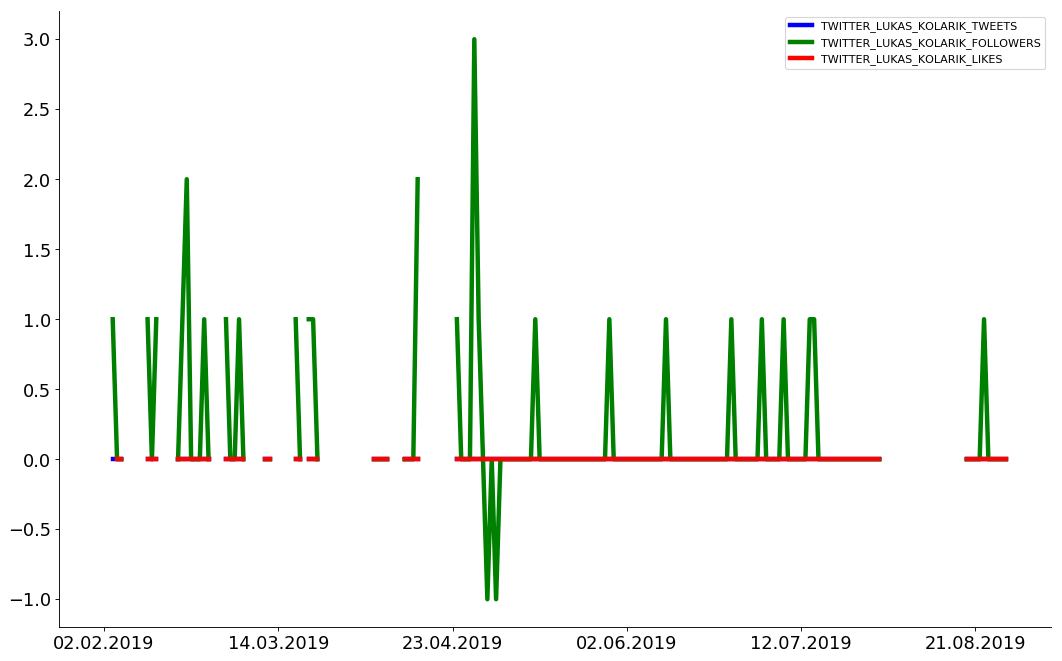 TWITTER_LUKAS_KOLARIK_TWEETS
TWITTER_LUKAS_KOLARIK_FOLLOWERS
TWITTER_LUKAS_KOLARIK_LIKES
3.0
2.5
2.0
1.5
1.0
0.5
0.0
−0.5
−1.0
02.02.2019 14.03.2019 23.04.2019 02.06.2019 12.07.2019 21.08.2019